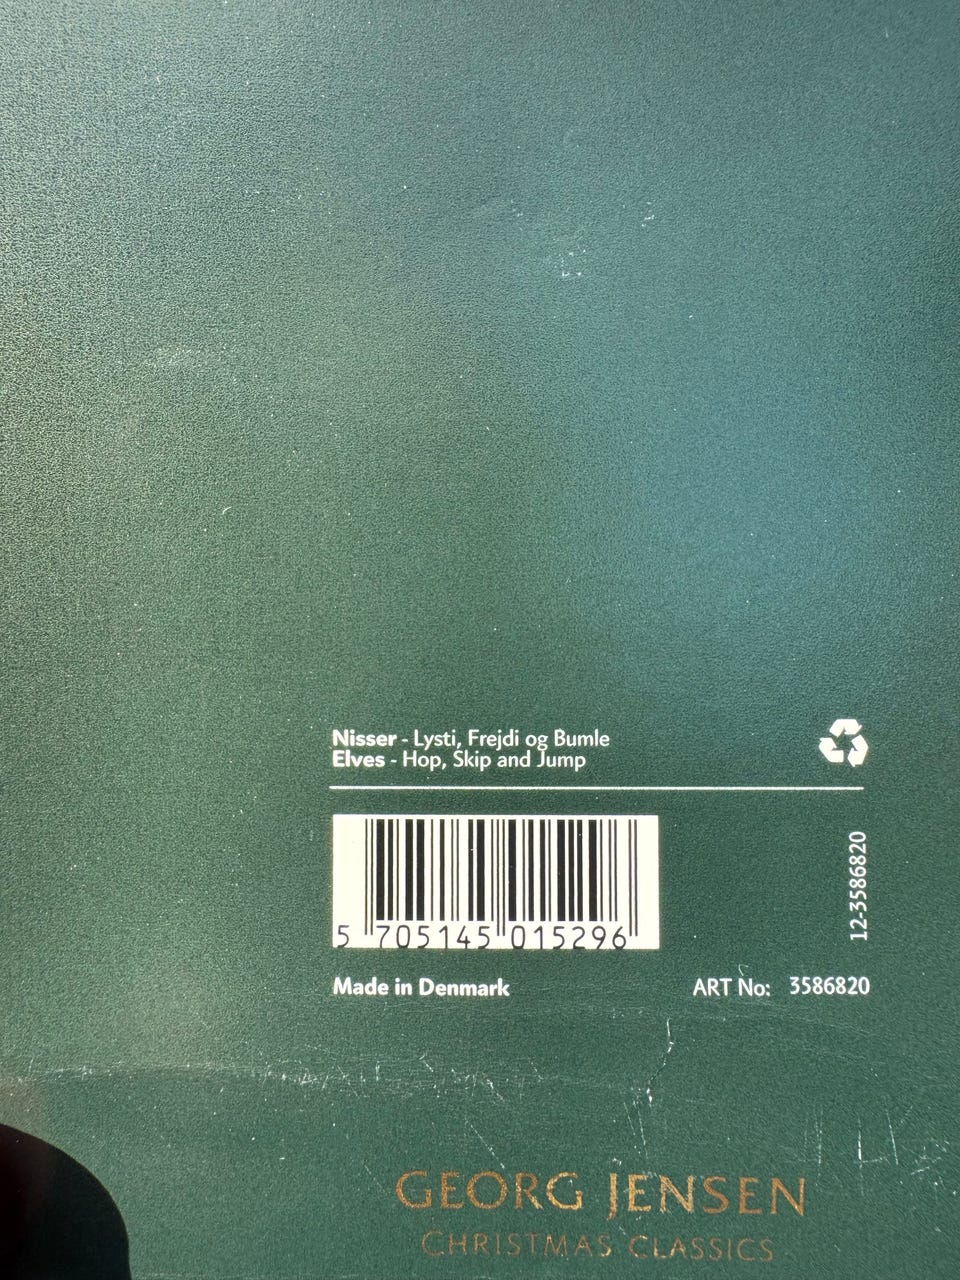 Nisser - Lysti, Frejdi og Bumle
Elves - Hop, Skip and Jump
5 705145 015296
12-3586820
Made in Denmark
ART No: 3586820
GEORG JENSEN
CHRISTMAS CLASSICS